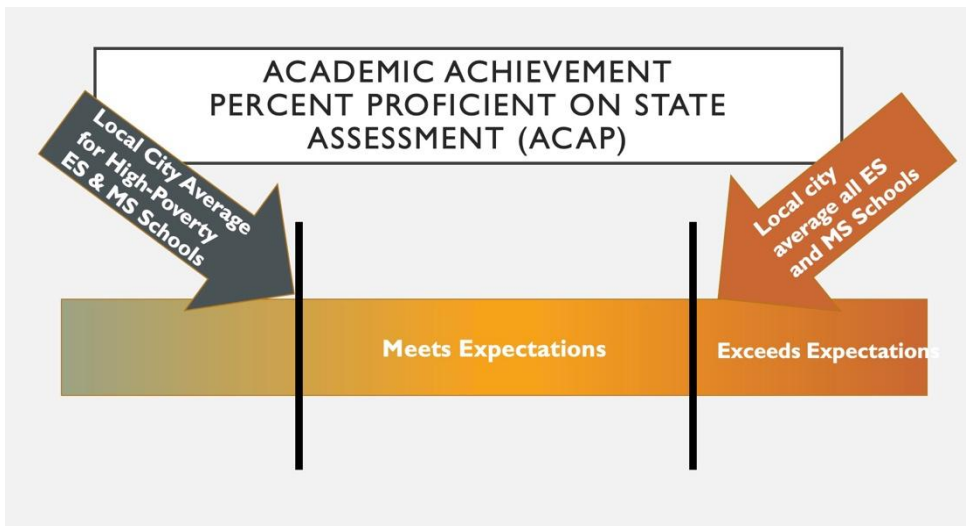 ACADEMIC ACHIEVEMENT
PERCENT PROFICIENT ON STATE
ASSESSMENT (ACAP)
Local City Average
for High-Poverty
ES & MS Schools
Local city
average all ES
and MS Schools
Meets Expectations
Exceeds Expectations